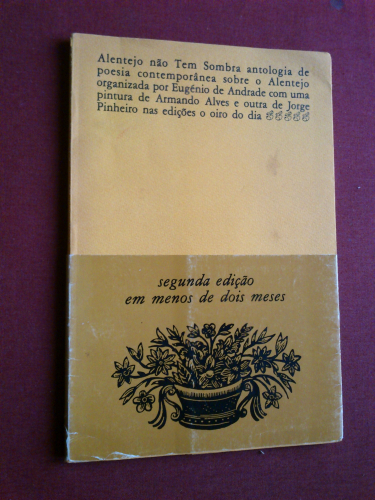 Alentejo não Tem Sombra antologia de
poesia contemporânea sobre o Alentejo
organizada por Eugénio de Andrade com uma
pintura de Armando Alves e outra de Jorge
Pinheiro nas edições o oiro do dia
segunda edição
em menos de dois meses